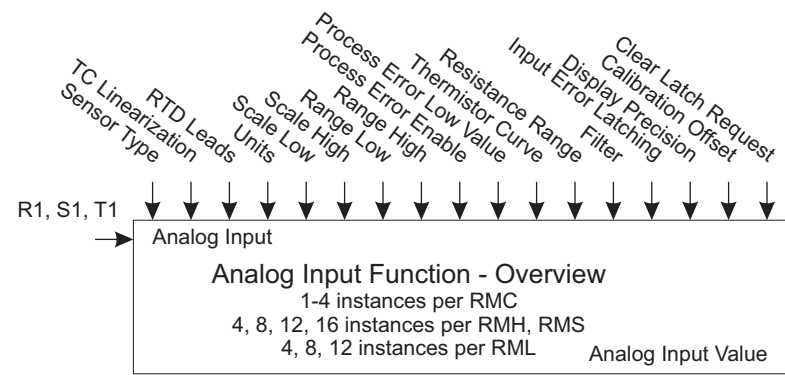 Sensor Type
TC Linearization
RTD Leads
Units
Scale Low
Scale High
Range Low
Range High
Process Error Enable
Process Error Low Value
Thermistor Curve
Resistance Range
Filter
Input Error Latching
Display Precision
Calibration Offset
Clear Latch Request
R1, S1, T1
Analog Input
Analog Input Function - Overview
1-4 instances per RMC
4, 8, 12, 16 instances per RMH, RMS
4, 8, 12 instances per RML
Analog Input Value